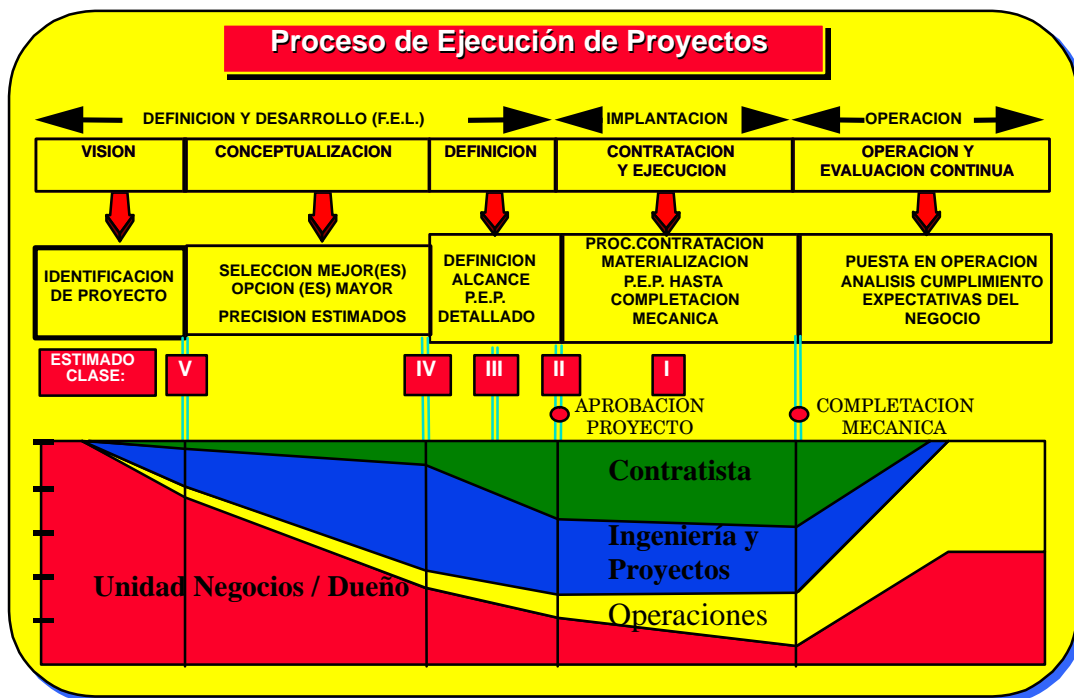 Proceso de Ejecución de Proyectos
DEFINICION Y DESARROLLO (F.E.L.)
IMPLANTACION
OPERACION
VISION
CONCEPTUALIZACION
DEFINICION
CONTRATACION
Y EJECUCION
OPERACION Y
EVALUACION CONTINUA
IDENTIFICACION
DE PROYECTO
SELECCION MEJOR(ES)
OPCION (ES) MAYOR
PRECISION ESTIMADOS
DEFINICION
ALCANCE
P.E.P.
DETALLADO
PROC.CONTRATACION
MATERIALIZACION
P.E.P. HASTA
COMPLETACION
MECANICA
PUESTA EN OPERACION
ANALISIS CUMPLIMIENTO
EXPECTATIVAS DEL
NEGOCIO
ESTIMADO
CLASE:
V
IV
III
II
I
APROBACION
PROYECTO
COMPLETACION
MECANICA
Contratista
Ingeniería y
Proyectos
Unidad Negocios / Dueño
Operaciones